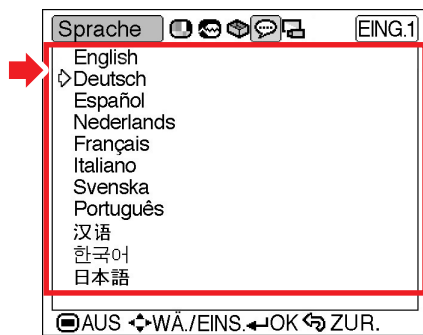 Sprache EING.1
English
Deutsch
Español
Nederlands
Français
Italiano
Svenska
Português
汉语
한국어
日本語
AUS WÄ./EINS. OK ZUR.